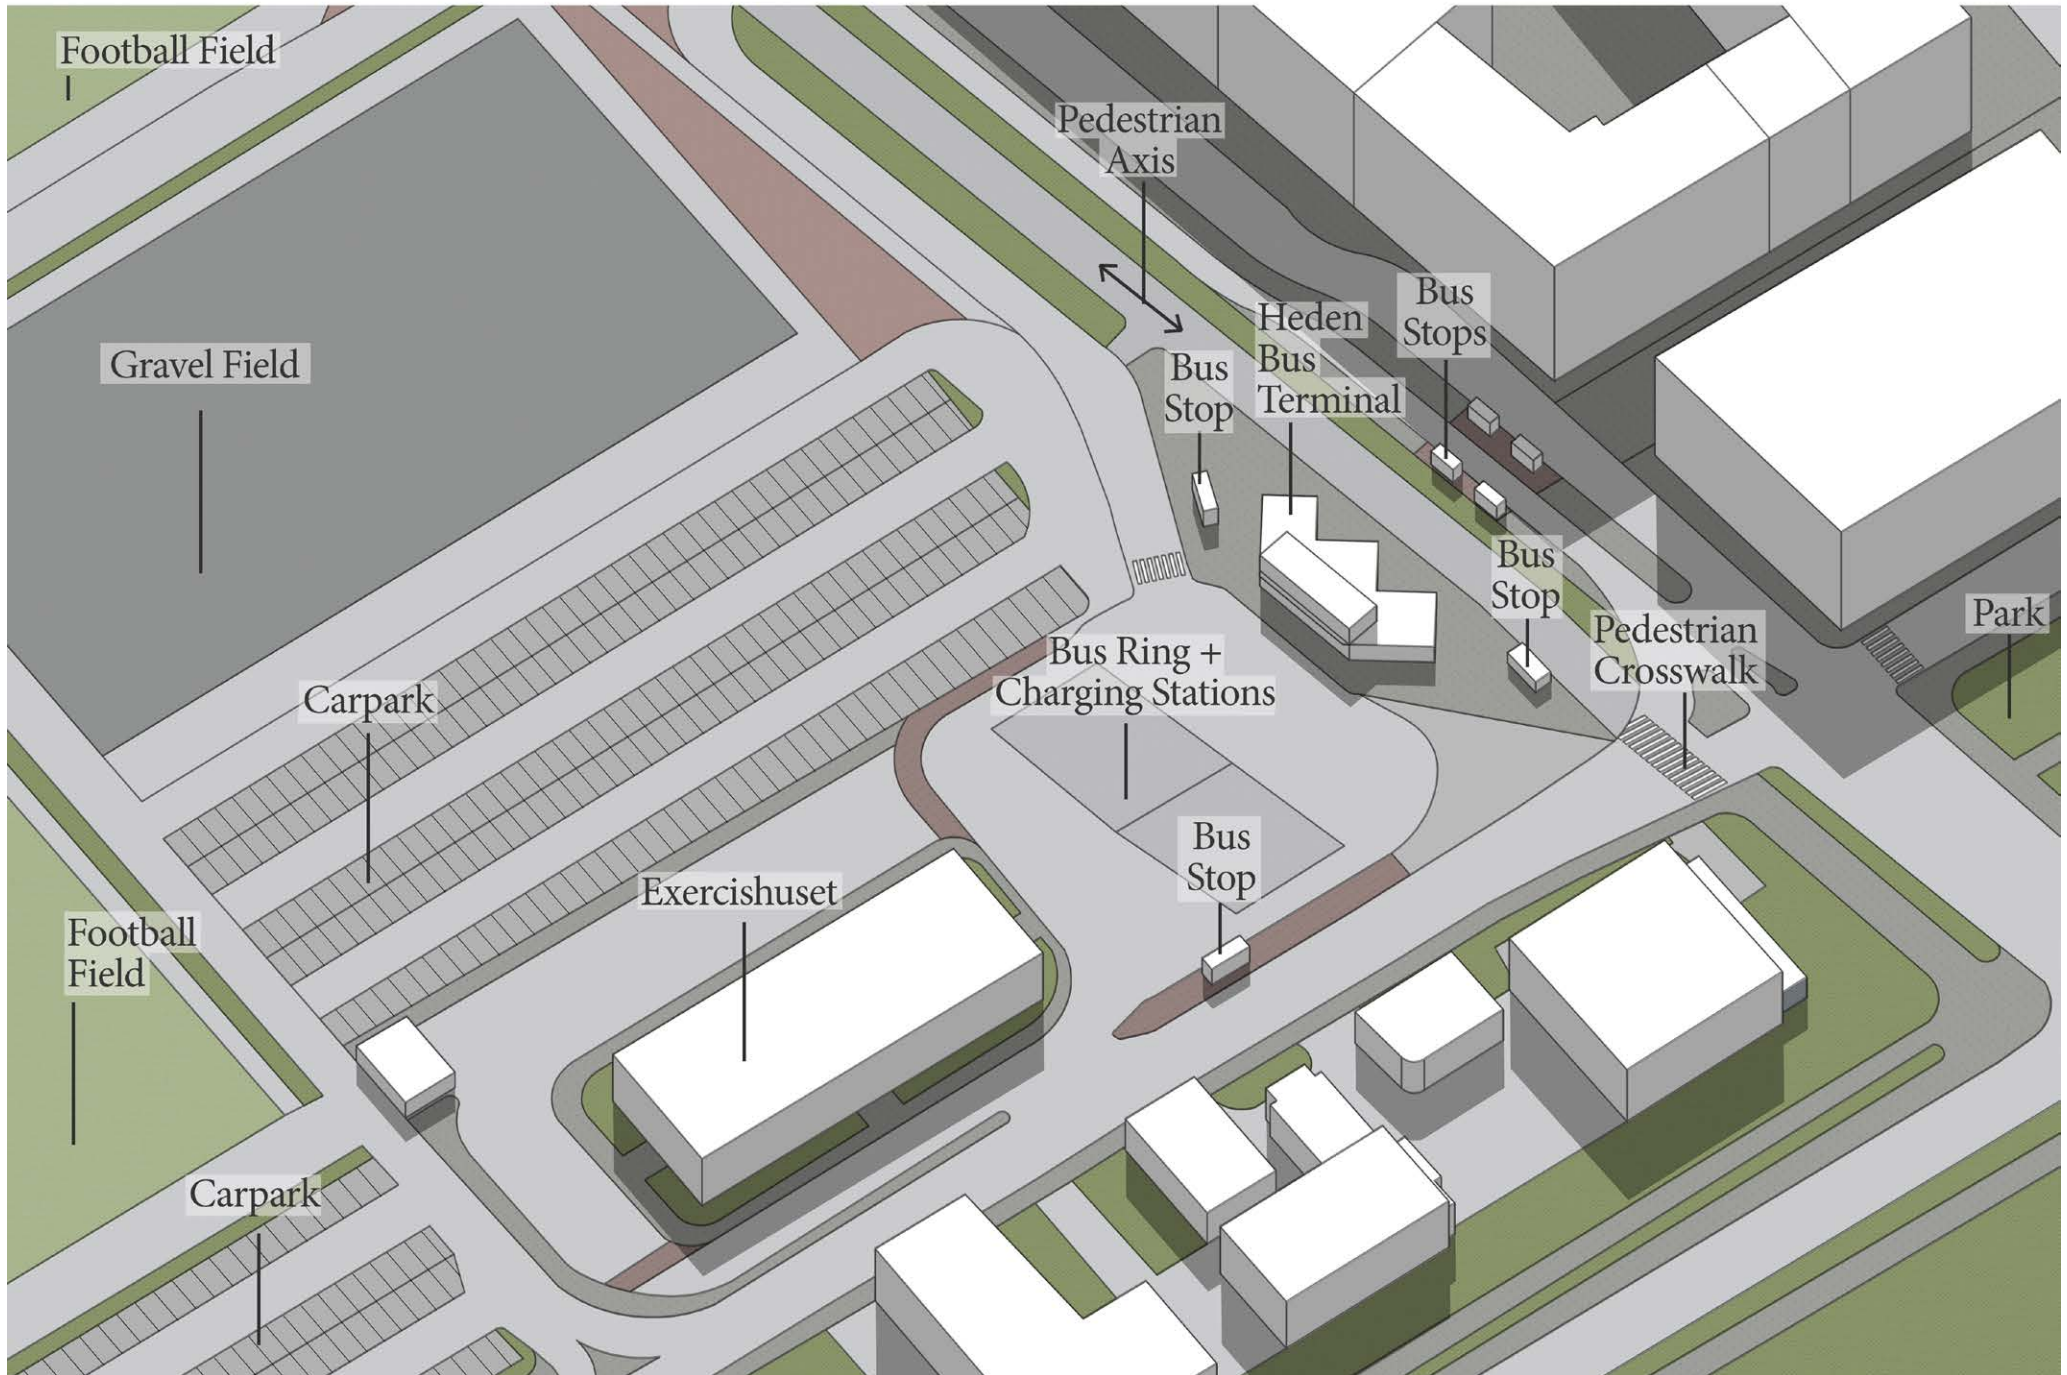 Football Field
Pedestrian
Axis
Heden
Bus
Terminal
Bus
Stops
Gravel Field
Bus
Stop
Bus
Stop
Park
Pedestrian
Crosswalk
Bus Ring +
Charging Stations
Carpark
Bus
Stop
Exercishuset
Football
Field
Carpark